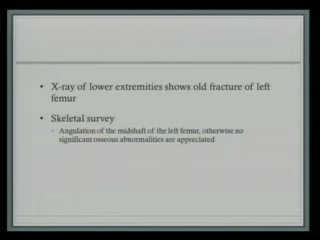 • X-ray of lower extremities shows old fracture of left
femur
• Skeletal survey
• Angulation of the midshaft of the left femur, otherwise no
significant osseous abnormalities are appreciated